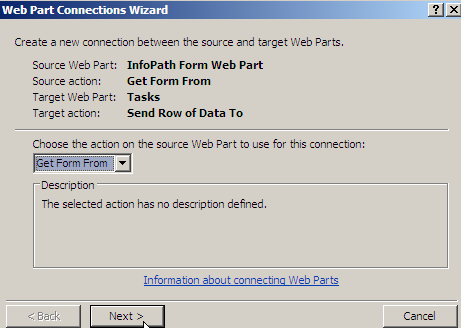 Web Part Connections Wizard
Create a new connection between the source and target Web Parts.
Source Web Part: InfoPath Form Web Part
Source action: Get Form From
Target Web Part: Tasks
Target action: Send Row of Data To
Choose the action on the source Web Part to use for this connection:
Get Form From
Description
The selected action has no description defined.
Information about connecting Web Parts
< Back Next > Cancel